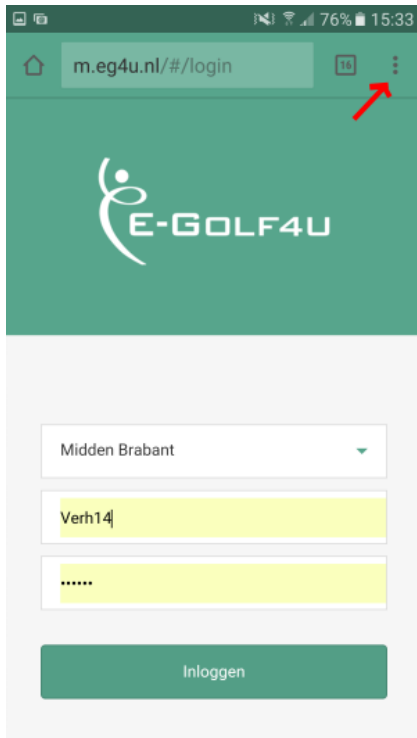 76% 15:33
m.eg4u.nl/#/login
16
E-GOLF4U
Midden Brabant
Verh14
••••••
Inloggen